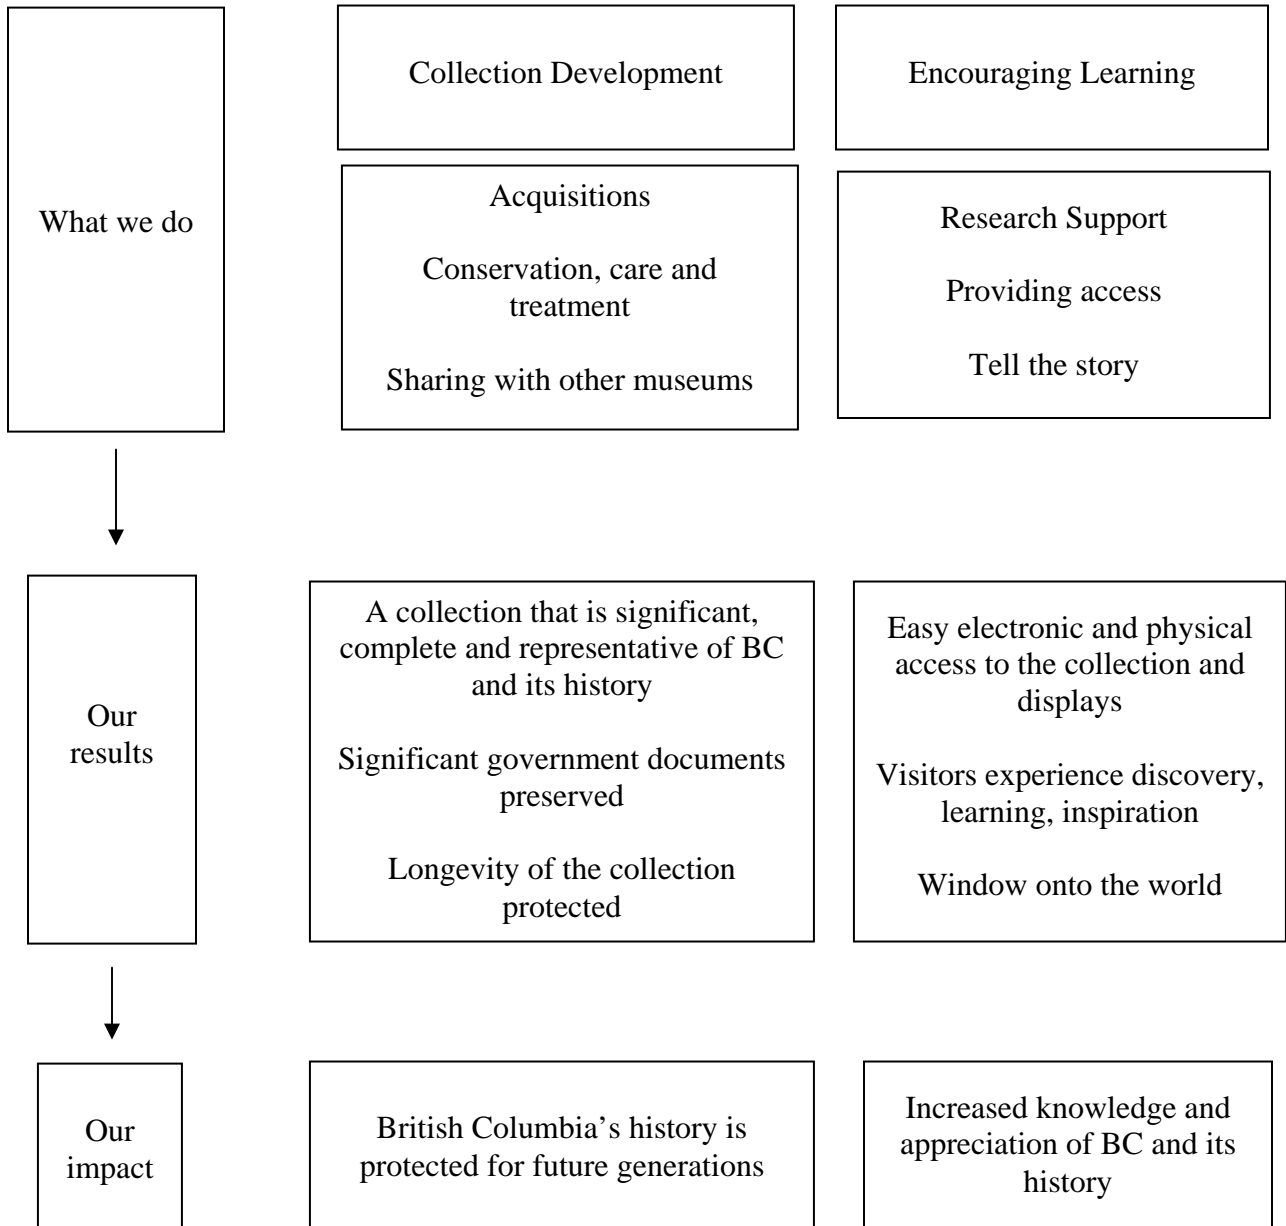 What we do
Collection Development
Encouraging Learning
Acquisitions
Conservation, care and
treatment
Sharing with other museums
Research Support
Providing access
Tell the story
Our
results
A collection that is significant,
complete and representative of BC
and its history
Significant government documents
preserved
Longevity of the collection
protected
Easy electronic and physical
access to the collection and
displays
Visitors experience discovery,
learning, inspiration
Window onto the world
Our
impact
British Columbia’s history is
protected for future generations
Increased knowledge and
appreciation of BC and its
history